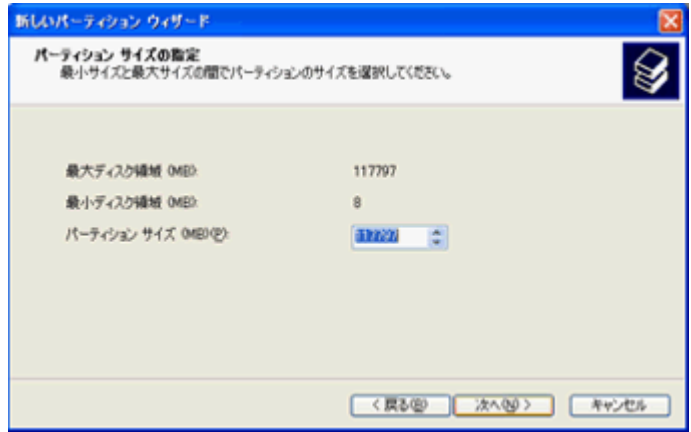 新しいパーティション ウィザード
パーティション サイズの指定
最小サイズと最大サイズの間でパーティションのサイズを選択してください。
最大ディスク領域 (MB): 117797
最小ディスク領域 (MB): 8
パーティション サイズ (MB)(P): 117797
< 戻る(B) 次へ(N) > キャンセル